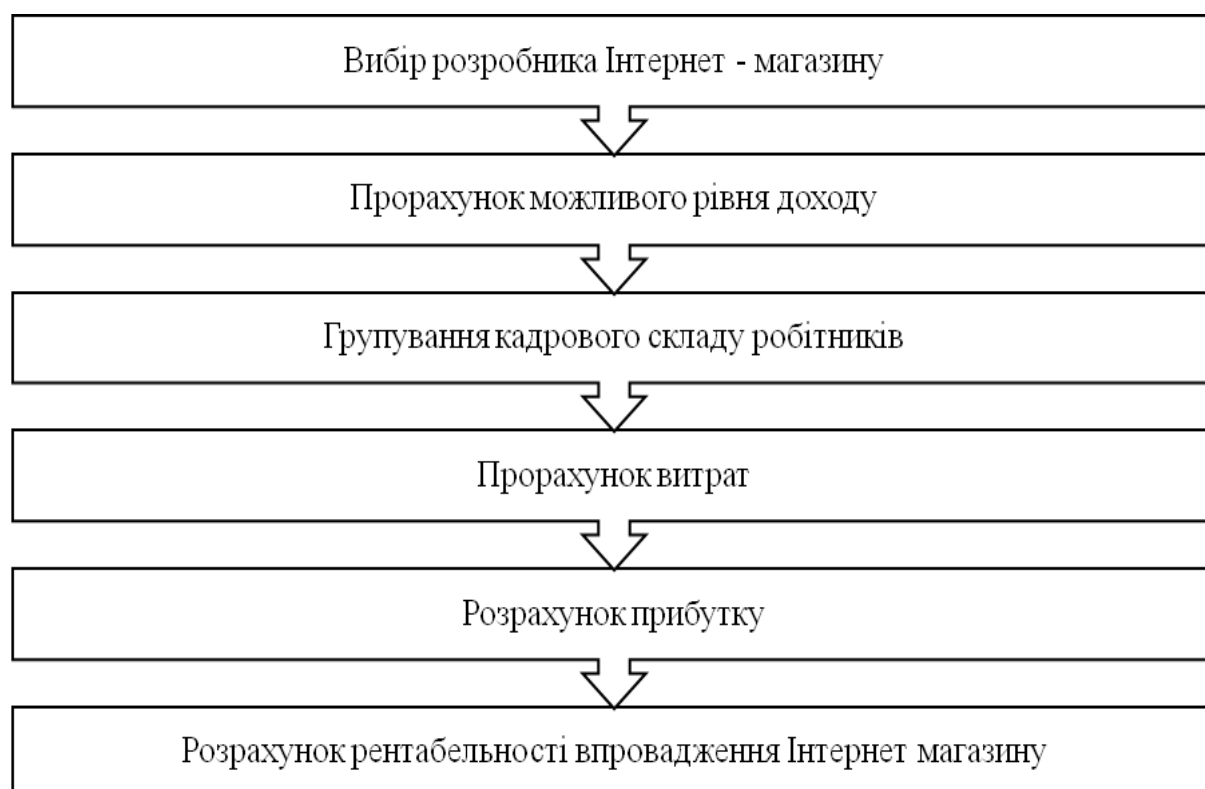 Вибір розробника Інтернет - магазину
Прорахунок можливого рівня доходу
Групування кадрового складу робітників
Прорахунок витрат
Розрахунок прибутку
Розрахунок рентабельності впровадження Інтернет магазину